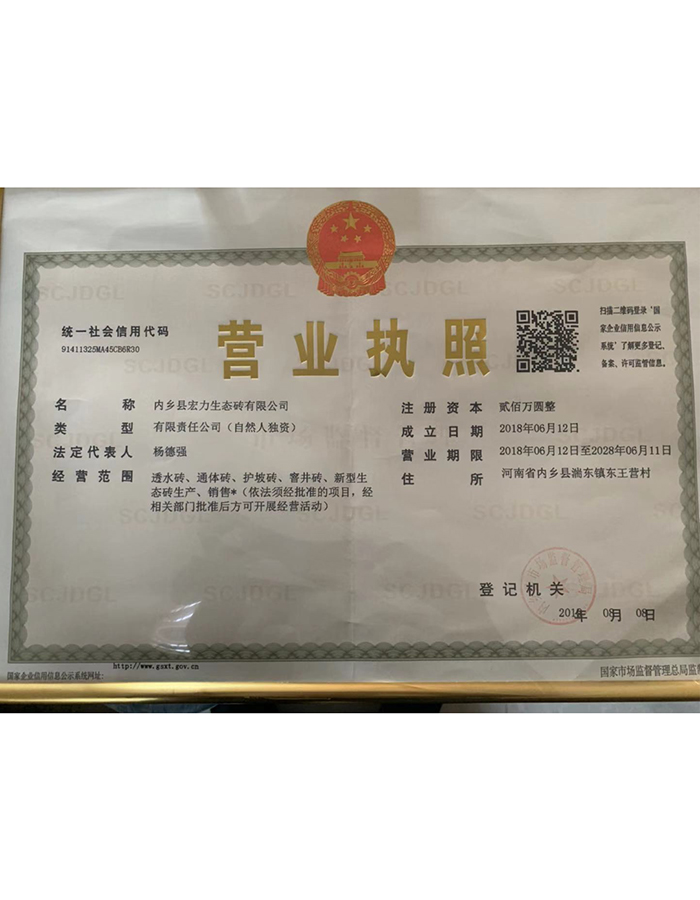 统一社会信用代码
91411325MA45CB6R30
营业执照
扫描二维码登录‘国
家企业信用信息公示
系统’了解更多登记、
备案、许可监管信息。
名称 内乡县宏力生态砖有限公司
类型 有限责任公司（自然人独资）
法定代表人 杨德强
经营范围 透水砖、通体砖、护坡砖、窨井砖、新型生
态砖生产、销售*（依法须经批准的项目，经
相关部门批准后方可开展经营活动）
注册资本 贰佰万圆整
成立日期 2018年06月12日
营业期限 2018年06月12日至2028年06月11日
住所 河南省内乡县湍东镇东王营村
登记机关
年08月08日
国家企业信用信息公示系统网址：
http://www.gsxt.gov.cn
国家市场监督管理总局监
SCJDGL